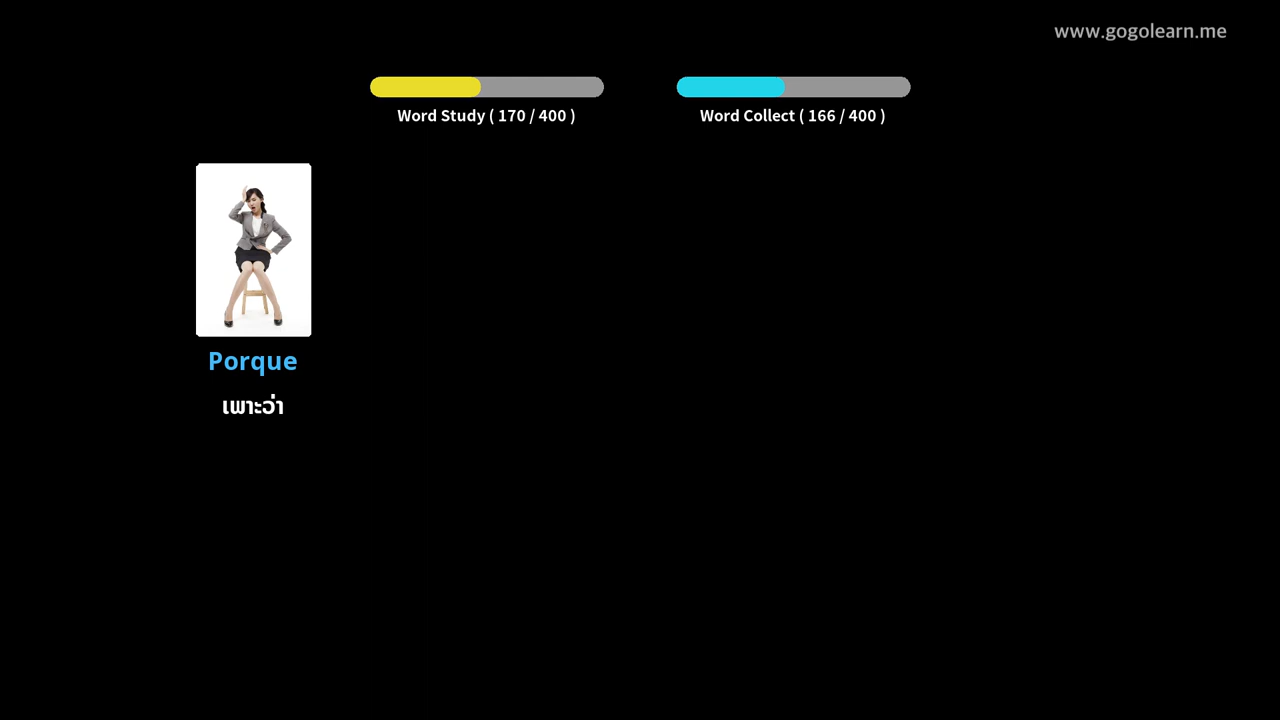 www.gogolearn.me
Word Study ( 170 / 400 )
Word Collect ( 166 / 400 )
Porque
เพาะว่า